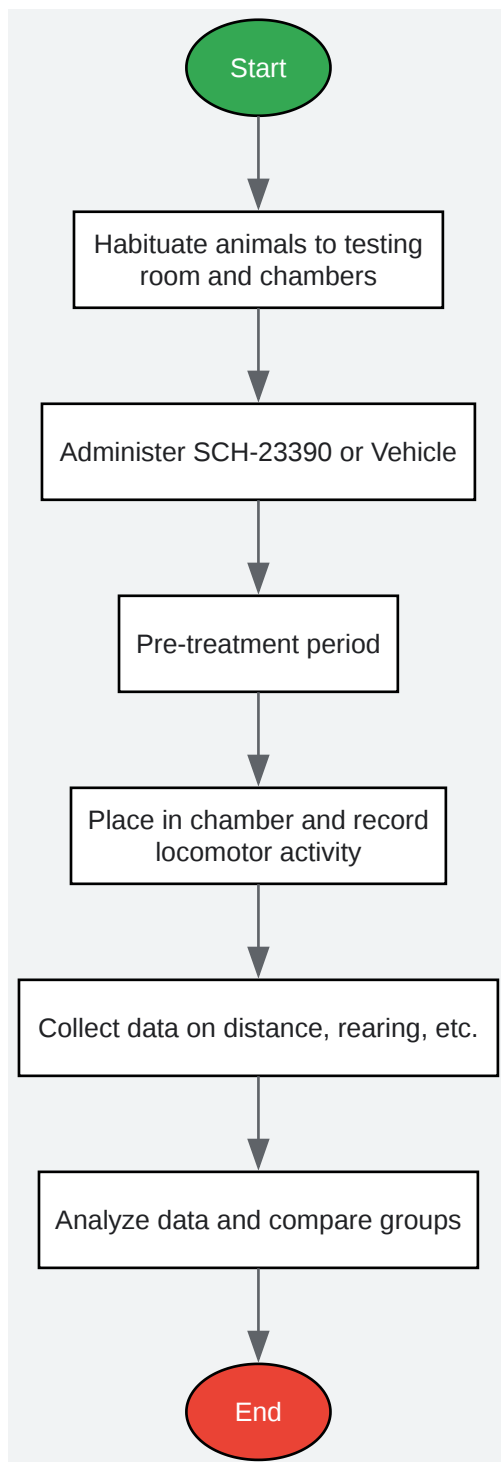 Start
Habituate animals to testing
room and chambers
Administer SCH-23390 or Vehicle
Pre-treatment period
Place in chamber and record
locomotor activity
Collect data on distance, rearing, etc.
Analyze data and compare groups
End